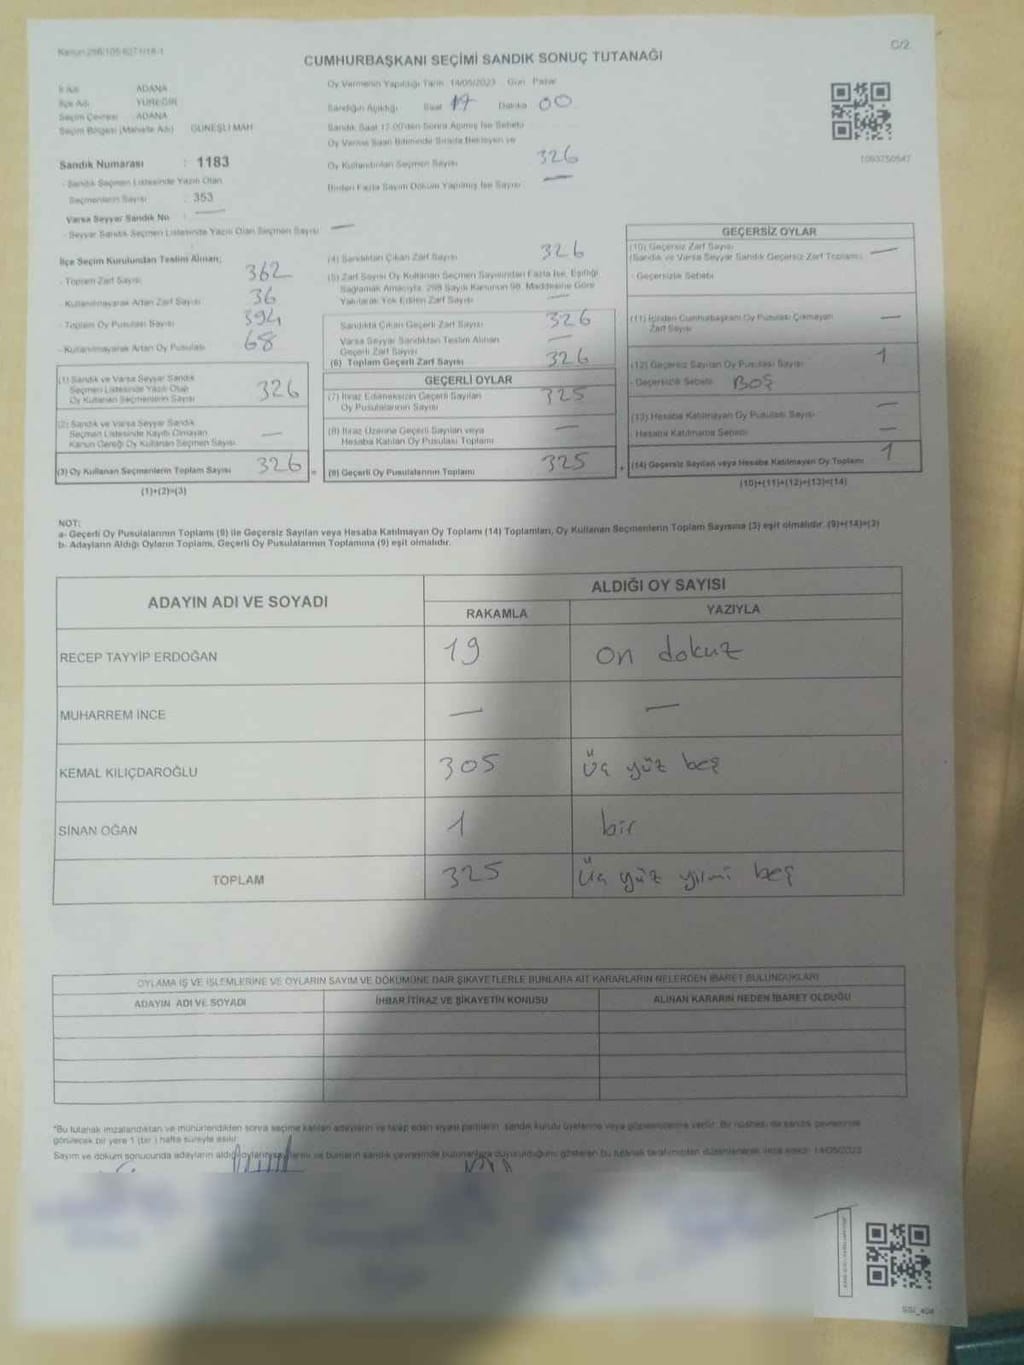 Kanun 298/105-6271/18-1
C/2
CUMHURBAŞKANI SEÇİMİ SANDIK SONUÇ TUTANAĞI
İl Adı ADANA
İlçe Adı YÜREĞİR
Seçim Çevresi : ADANA
Seçim Bölgesi (Mahalle Adı) GÜNEŞLİ MAH
Sandık Numarası : 1183
- Sandık Seçmen Listesinde Yazılı Olan
Seçmenlerin Sayısı : 353
Varsa Seyyar Sandık No : —
- Seyyar Sandık Seçmen Listesinde Yazılı Olan Seçmen Sayısı —
Oy Vermenin Yapıldığı Tarih 14/05/2023 Gün Pazar
Sandığın Açıldığı Saat 17 Dakika 00
Sandık Saat 17.00'den Sonra Açılmış İse Sebebi
Oy Verme Saati Bitiminde Sırada Bekleyen ve
Oy Kullandırılan Seçmen Sayısı 326
Birden Fazla Sayım Döküm Yapılmış İse Sayısı —
1093750547
İlçe Seçim Kurulundan Teslim Alınan;
- Toplam Zarf Sayısı 362
- Kullanılmayarak Artan Zarf Sayısı 36
- Toplam Oy Pusulası Sayısı 394
- Kullanılmayarak Artan Oy Pusulası 68
(1) Sandık ve Varsa Seyyar Sandık
Seçmen Listesinde Yazılı Olup
Oy Kullanan Seçmenlerin Sayısı 326
(2) Sandık ve Varsa Seyyar Sandık
Seçmen Listesinde Kayıtlı Olmayan
Kanun Gereği Oy Kullanan Seçmen Sayısı —
(3) Oy Kullanan Seçmenlerin Toplam Sayısı 326 =
(1)+(2)=(3)
(4) Sandıktan Çıkan Zarf Sayısı 326
(5) Zarf Sayısı Oy Kullanan Seçmen Sayısından Fazla İse, Eşitliği
Sağlamak Amacıyla, 298 Sayılı Kanunun 98. Maddesine Göre
Yakılarak Yok Edilen Zarf Sayısı —
Sandıkta Çıkan Geçerli Zarf Sayısı 326
Varsa Seyyar Sandıktan Teslim Alınan
Geçerli Zarf Sayısı —
(6) Toplam Geçerli Zarf Sayısı 326
GEÇERLİ OYLAR
(7) İtiraz Edilmeksizin Geçerli Sayılan
Oy Pusulalarının Sayısı 325
(8) İtiraz Üzerine Geçerli Sayılan veya
Hesaba Katılan Oy Pusulası Toplamı —
(9) Geçerli Oy Pusulalarının Toplamı 325 +
GEÇERSİZ OYLAR
(10) Geçersiz Zarf Sayısı
(Sandık ve Varsa Seyyar Sandık Geçersiz Zarf Toplamı) —
- Geçersizlik Sebebi
(11) İçinden Cumhurbaşkanı Oy Pusulası Çıkmayan
Zarf Sayısı —
(12) Geçersiz Sayılan Oy Pusulası Sayısı 1
- Geçersizlik Sebebi BOŞ
(13) Hesaba Katılmayan Oy Pusulası Sayısı —
- Hesaba Katılmama Sebebi —
(14) Geçersiz Sayılan veya Hesaba Katılmayan Oy Toplamı 1
(10)+(11)+(12)+(13)=(14)
NOT:
a- Geçerli Oy Pusulalarının Toplamı (9) ile Geçersiz Sayılan veya Hesaba Katılmayan Oy Toplamı (14) Toplamları, Oy Kullanan Seçmenlerin Toplam Sayısına (3) eşit olmalıdır. (9)+(14)=(3)
b- Adayların Aldığı Oyların Toplamı, Geçerli Oy Pusulalarının Toplamına (9) eşit olmalıdır.
ADAYIN ADI VE SOYADI ALDIĞI OY SAYISI
RAKAMLA YAZIYLA
RECEP TAYYİP ERDOĞAN 19 on dokuz
MUHARREM İNCE — —
KEMAL KILIÇDAROĞLU 305 üç yüz beş
SİNAN OĞAN 1 bir
TOPLAM 325 üç yüz yirmi beş
OYLAMA İŞ VE İŞLEMLERİNE VE OYLARIN SAYIM VE DÖKÜMÜNE DAİR ŞİKAYETLERLE BUNLARA AİT KARARLARIN NELERDEN İBARET BULUNDUKLARI
ADAYIN ADI VE SOYADI İHBAR İTİRAZ VE ŞİKAYETİN KONUSU ALINAN KARARIN NEDEN İBARET OLDUĞU
*Bu tutanak imzalandıktan ve mühürlendikten sonra seçime katılan adayların ve talep eden siyasi partilerin sandık kurulu üyelerine veya gözlemcilerine verilir. Bir nüshası da sandık çevresinde
görülecek bir yere 1 (bir) hafta süreyle asılır.
Sayım ve döküm sonucunda adayların aldığı oyların sayılarını ve bunların sandık çevresinde bulunanlara duyurulduğunu gösteren bu tutanak tarafımızdan düzenlenerek imza edildi. 14/05/2023
SSI_404